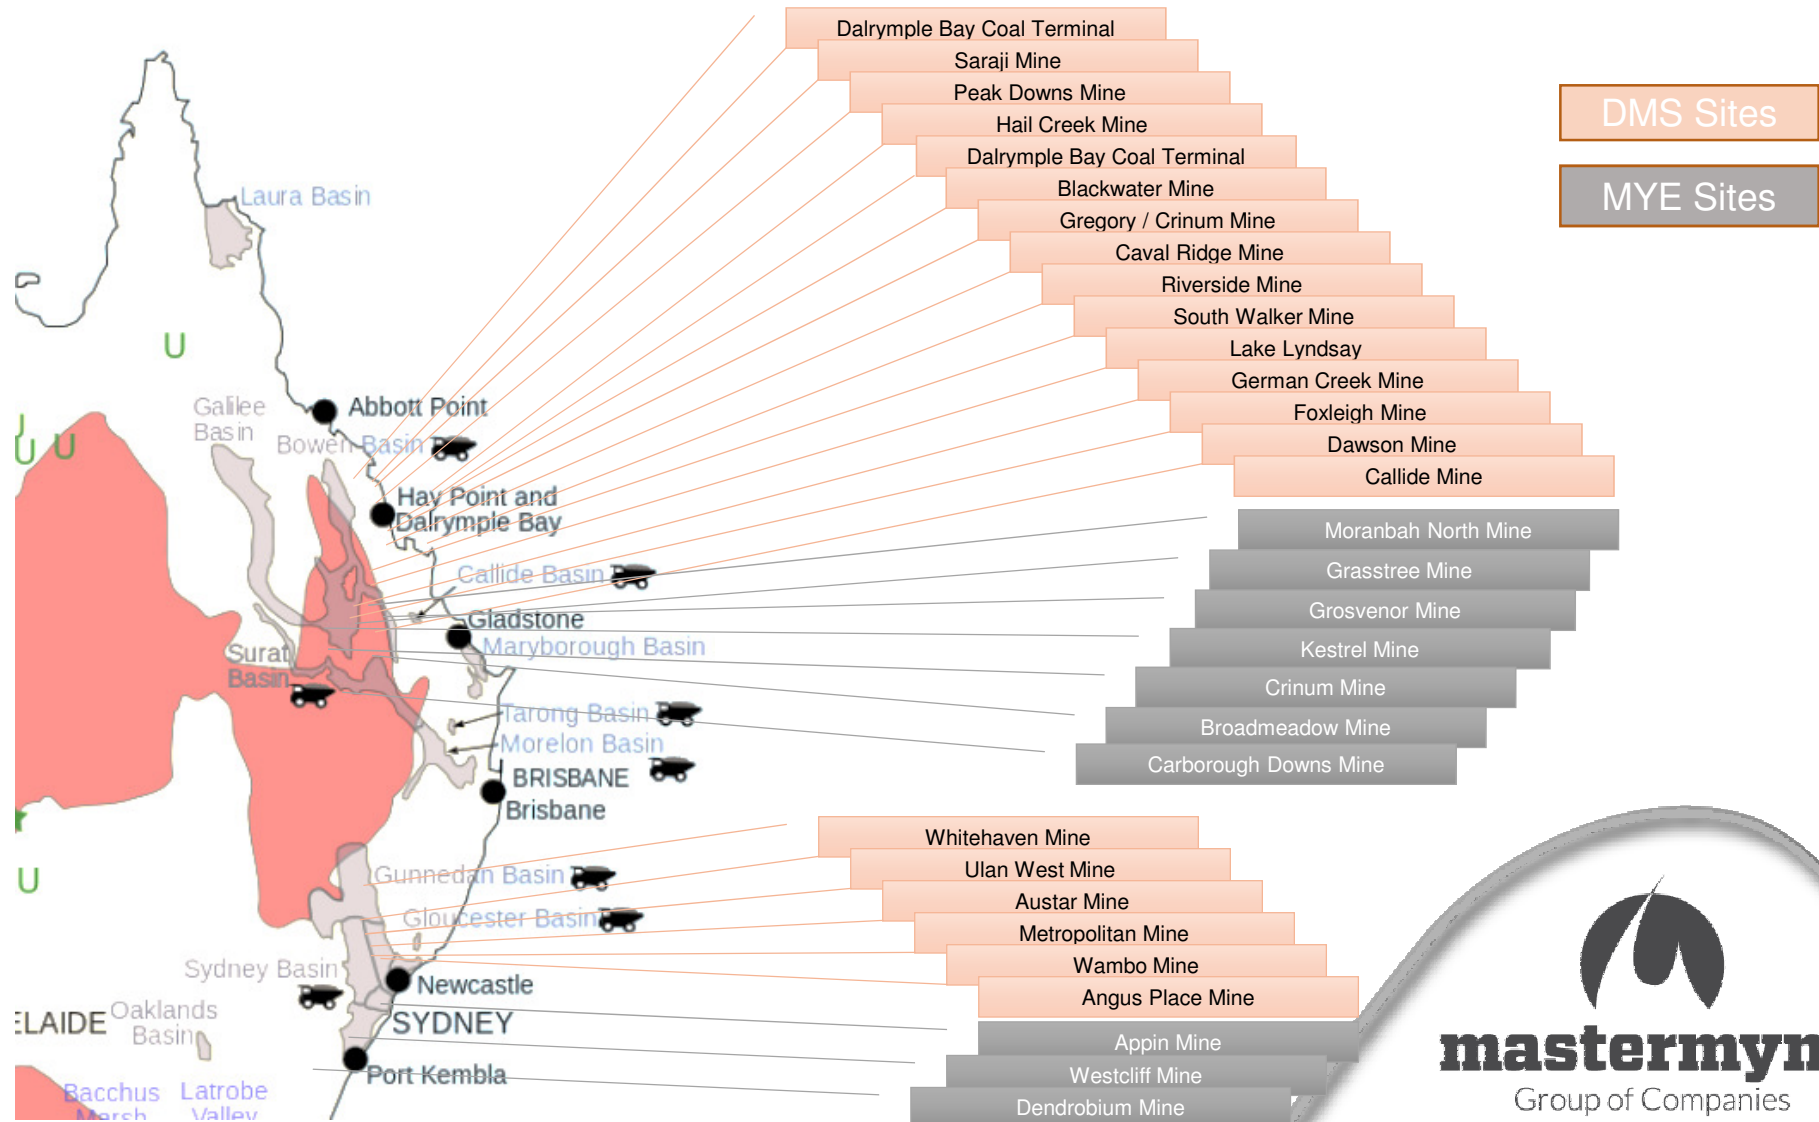 Dalrymple Bay Coal Terminal
Saraji Mine
Peak Downs Mine
Hail Creek Mine
Dalrymple Bay Coal Terminal
Blackwater Mine
Gregory / Crinum Mine
Caval Ridge Mine
Riverside Mine
South Walker Mine
Lake Lyndsay
German Creek Mine
Foxleigh Mine
Dawson Mine
Callide Mine
DMS Sites
MYE Sites
Moranbah North Mine
Grasstree Mine
Grosvenor Mine
Kestrel Mine
Crinum Mine
Broadmeadow Mine
Carborough Downs Mine
Whitehaven Mine
Ulan West Mine
Austar Mine
Metropolitan Mine
Wambo Mine
Angus Place Mine
Appin Mine
Westcliff Mine
Dendrobium Mine
Laura Basin
U
Abbott Point
Galilee
Basin
Bowen Basin
U
U
Hay Point and
Dalrymple Bay
Callide Basin
Gladstone
Maryborough Basin
Surat
Basin
Tarong Basin
Morelon Basin
BRISBANE
Brisbane
U
Gunnedan Basin
Gloucester Basin
Sydney Basin
Newcastle
ELAIDE
Oaklands
Basin
SYDNEY
Port Kembla
Bacchus
Marsh
Latrobe
Valley
mastermyn
Group of Companies